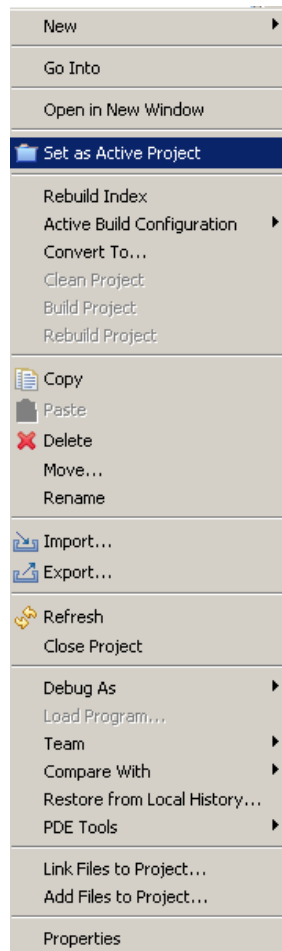 New
Go Into
Open in New Window
Set as Active Project
Rebuild Index
Active Build Configuration
Convert To...
Clean Project
Build Project
Rebuild Project
Copy
Paste
Delete
Move...
Rename
Import...
Export...
Refresh
Close Project
Debug As
Load Program...
Team
Compare With
Restore from Local History...
PDE Tools
Link Files to Project...
Add Files to Project...
Properties